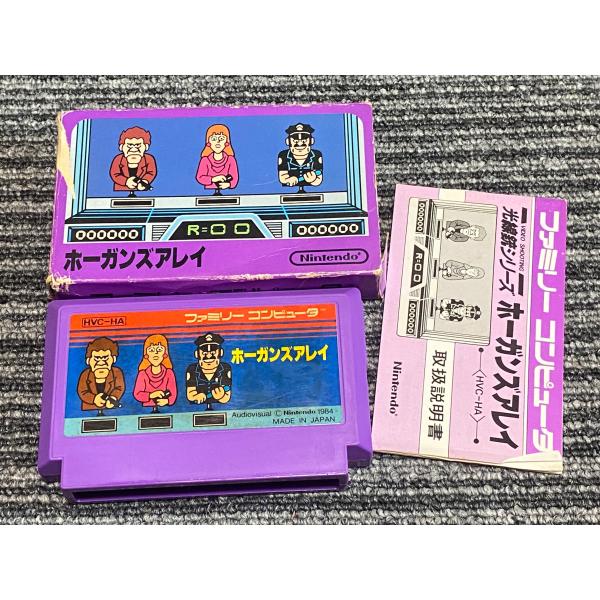 000000
R=00
000000
ホーガンズアレイ
Nintendo®
HVC-HA
ファミリー コンピュータ™
ホーガンズアレイ
Audiovisual © Nintendo 1984
MADE IN JAPAN
ファミリー コンピュータ
VIDEO SHOOTING
光線銃シリーズ
ホーガンズアレイ
〈HVC-HA〉
取扱説明書
Nintendo®
000000
R=00
000000